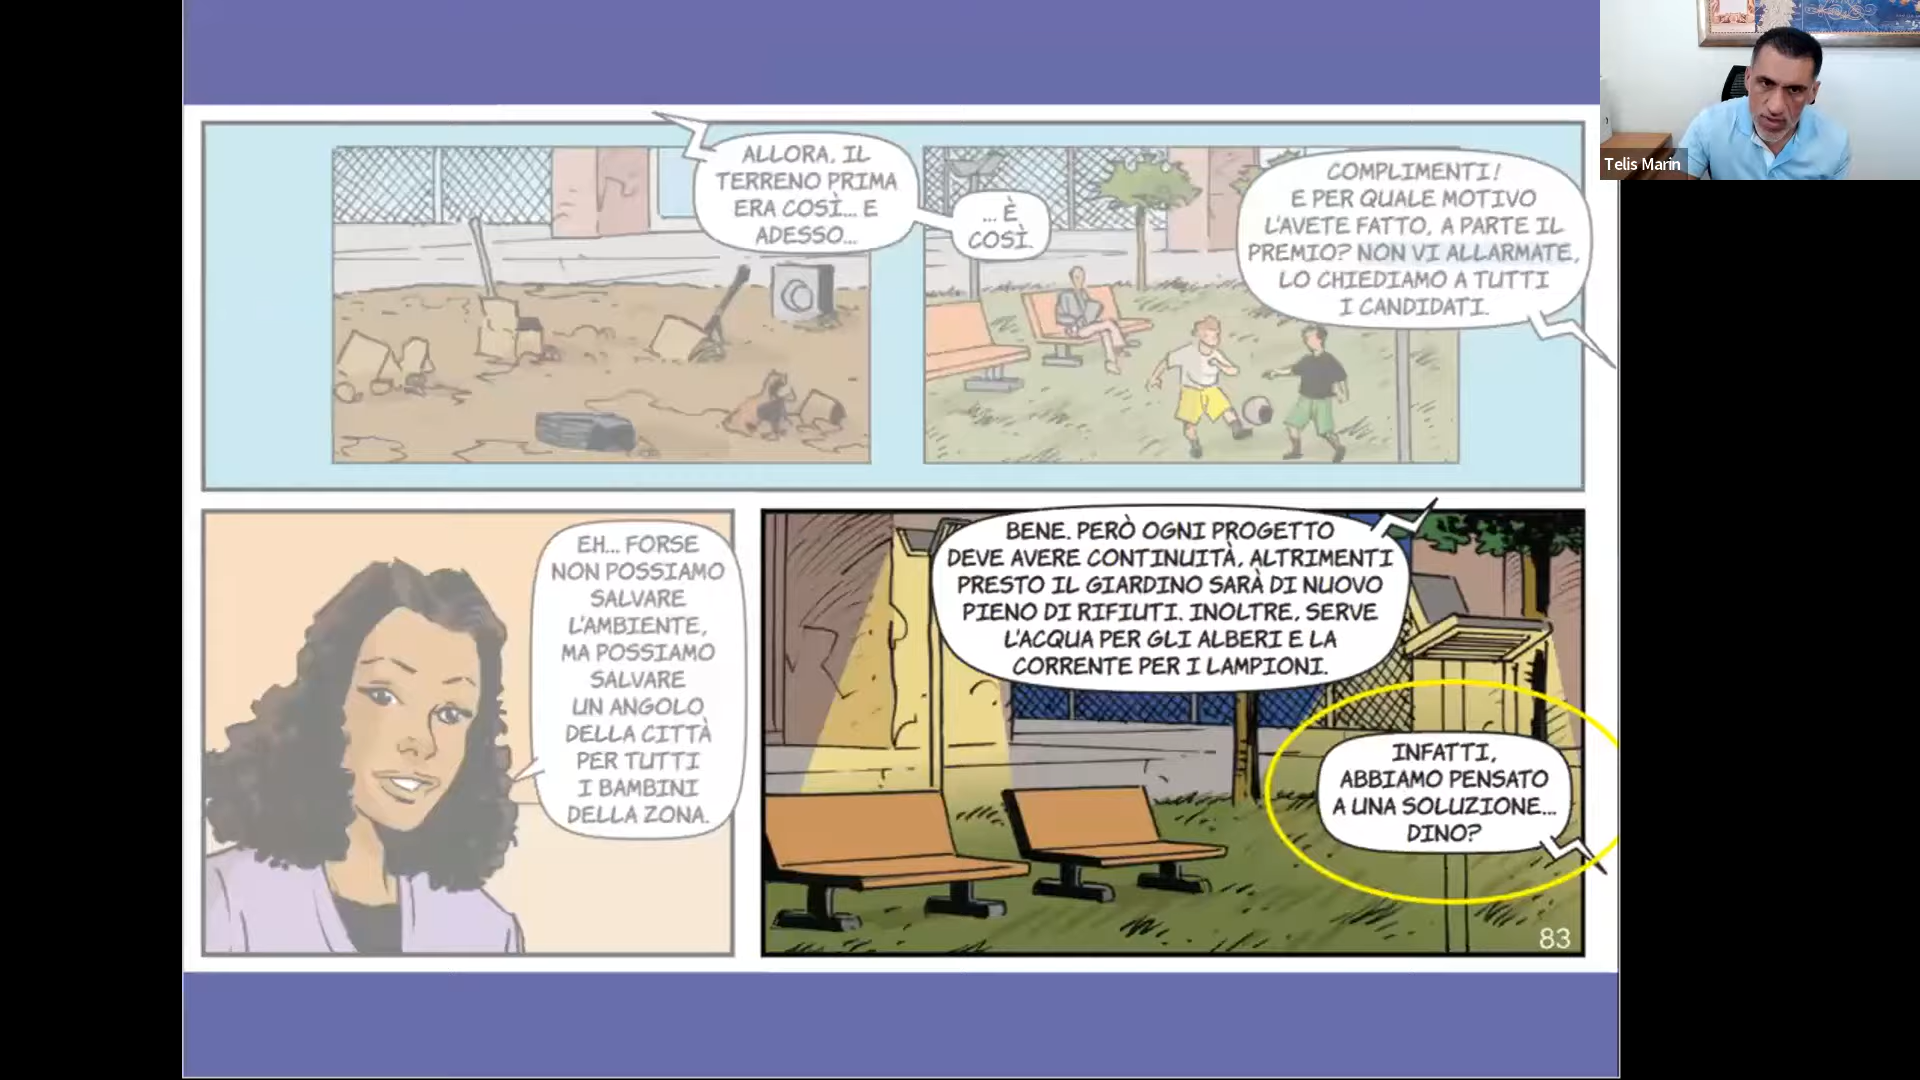 ALLORA, IL
TERRENO PRIMA
ERA COSÌ... E
ADESSO...
... È
COSÌ.
COMPLIMENTI!
E PER QUALE MOTIVO
L'AVETE FATTO, A PARTE IL
PREMIO? NON VI ALLARMATE,
LO CHIEDIAMO A TUTTI
I CANDIDATI.
EH... FORSE
NON POSSIAMO
SALVARE
L'AMBIENTE,
MA POSSIAMO
SALVARE
UN ANGOLO
DELLA CITTÀ
PER TUTTI
I BAMBINI
DELLA ZONA.
BENE. PERÒ OGNI PROGETTO
DEVE AVERE CONTINUITÀ, ALTRIMENTI
PRESTO IL GIARDINO SARÀ DI NUOVO
PIENO DI RIFIUTI. INOLTRE, SERVE
L'ACQUA PER GLI ALBERI E LA
CORRENTE PER I LAMPIONI.
INFATTI,
ABBIAMO PENSATO
A UNA SOLUZIONE...
DINO?
83
Telis Marin